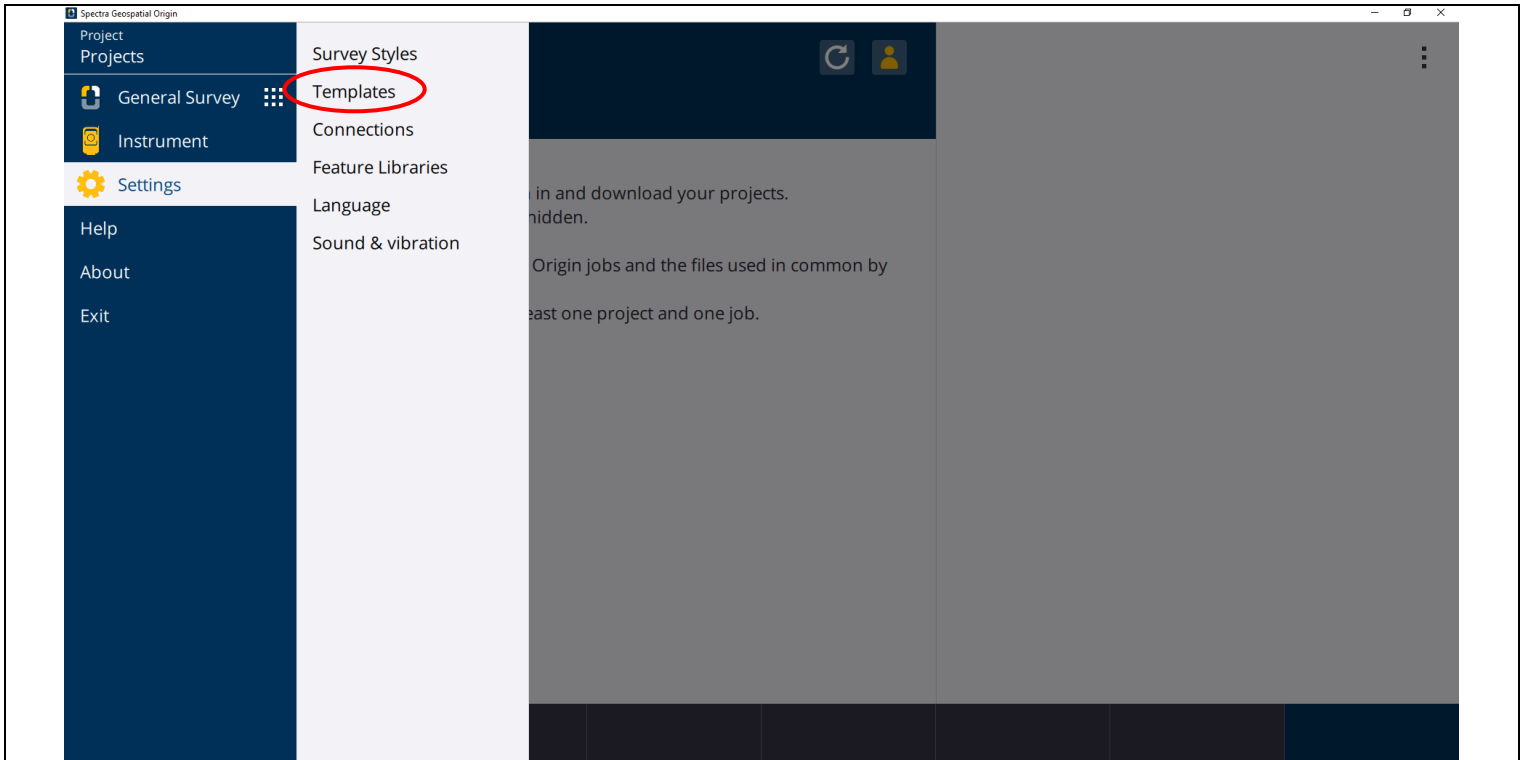 Spectra Geospatial Origin
Project
Projects
General Survey
Instrument
Settings
Help
About
Exit
Survey Styles
Templates
Connections
Feature Libraries
Language
Sound & vibration
in and download your projects.
hidden.
Origin jobs and the files used in common by
east one project and one job.